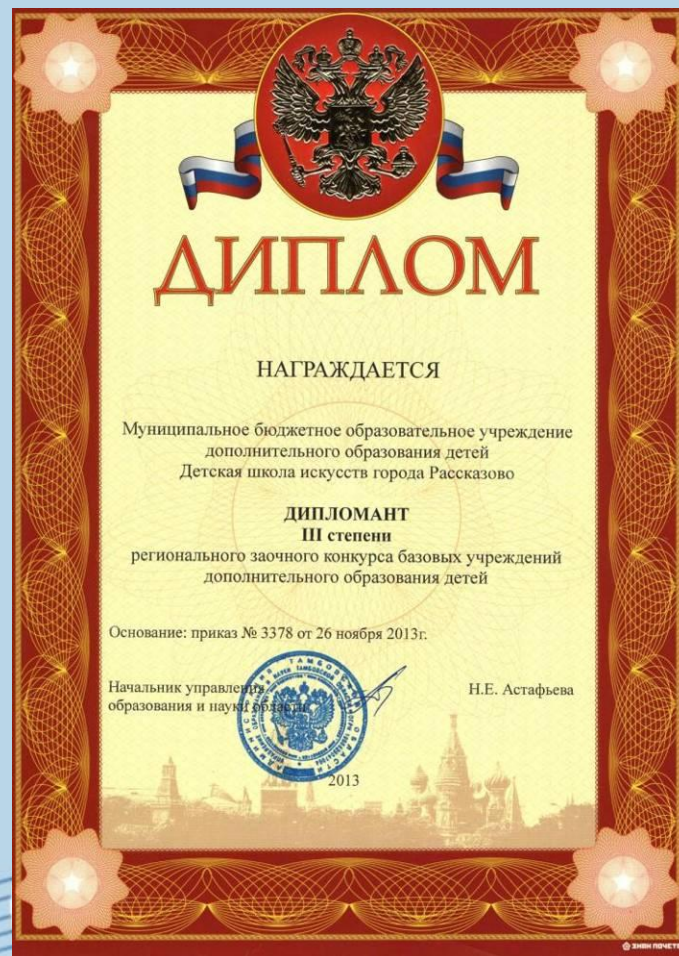 ДИПЛОМ
НАГРАЖДАЕТСЯ
Муниципальное бюджетное образовательное учреждение
дополнительного образования детей
Детская школа искусств города Рассказово
ДИПЛОМАНТ
III степени
регионального заочного конкурса базовых учреждений
дополнительного образования детей
Основание: приказ № 3378 от 26 ноября 2013г.
Начальник управления
образования и науки области
Н.Е. Астафьева
2013